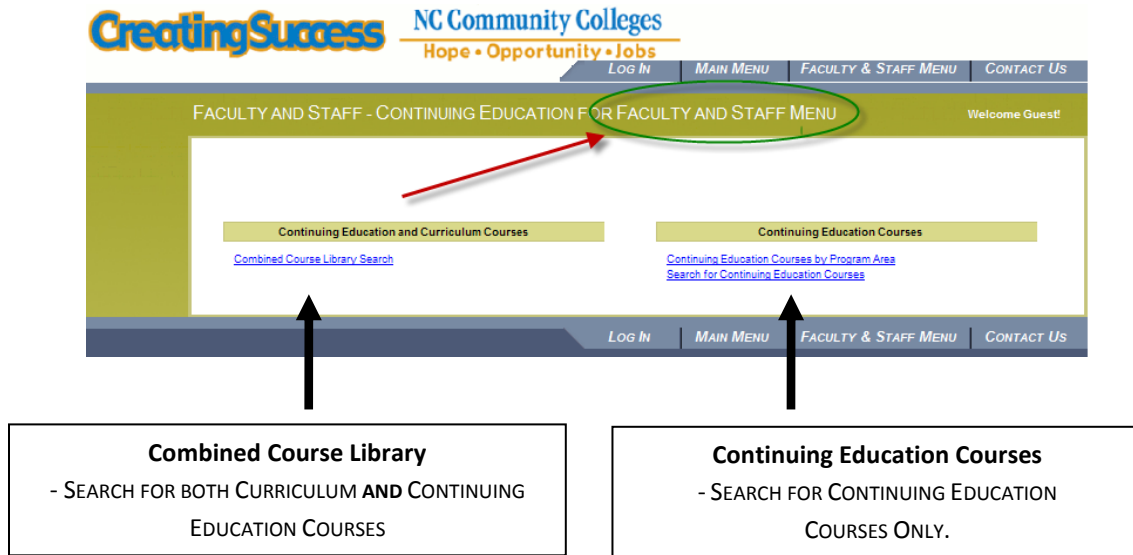 CreatingSuccess
NC Community Colleges
Hope • Opportunity • Jobs
LOG IN MAIN MENU FACULTY & STAFF MENU CONTACT US
FACULTY AND STAFF - CONTINUING EDUCATION FOR FACULTY AND STAFF MENU Welcome Guest!
Continuing Education and Curriculum Courses
Combined Course Library Search
Continuing Education Courses
Continuing Education Courses by Program Area
Search for Continuing Education Courses
LOG IN MAIN MENU FACULTY & STAFF MENU CONTACT US
Combined Course Library
- SEARCH FOR BOTH CURRICULUM AND CONTINUING
EDUCATION COURSES
Continuing Education Courses
- SEARCH FOR CONTINUING EDUCATION
COURSES ONLY.